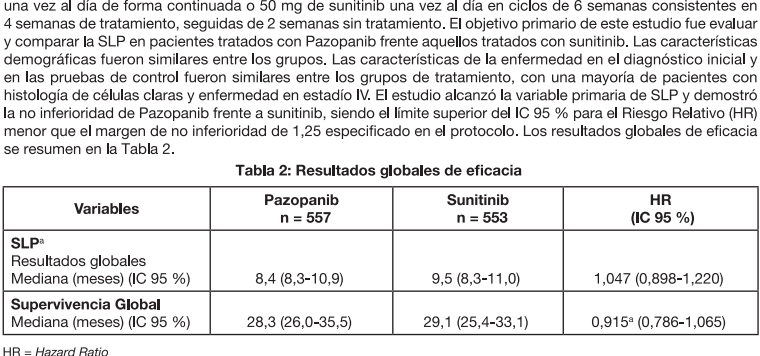 una vez al día de forma continuada o 50 mg de sunitinib una vez al día en ciclos de 6 semanas consistentes en
4 semanas de tratamiento, seguidas de 2 semanas sin tratamiento. El objetivo primario de este estudio fue evaluar
y comparar la SLP en pacientes tratados con Pazopanib frente aquellos tratados con sunitinib. Las características
demográficas fueron similares entre los grupos. Las características de la enfermedad en el diagnóstico inicial y
en las pruebas de control fueron similares entre los grupos de tratamiento, con una mayoría de pacientes con
histología de células claras y enfermedad en estadío IV. El estudio alcanzó la variable primaria de SLP y demostró
la no inferioridad de Pazopanib frente a sunitinib, siendo el límite superior del IC 95 % para el Riesgo Relativo (HR)
menor que el margen de no inferioridad de 1,25 especificado en el protocolo. Los resultados globales de eficacia
se resumen en la Tabla 2.
Tabla 2: Resultados globales de eficacia
Variables Pazopanib n = 557 Sunitinib n = 553 HR (IC 95 %)
SLPª
Resultados globales
Mediana (meses) (IC 95 %) 8,4 (8,3-10,9) 9,5 (8,3-11,0) 1,047 (0,898-1,220)
Supervivencia Global
Mediana (meses) (IC 95 %) 28,3 (26,0-35,5) 29,1 (25,4-33,1) 0,915ª (0,786-1,065)
HR = Hazard Ratio